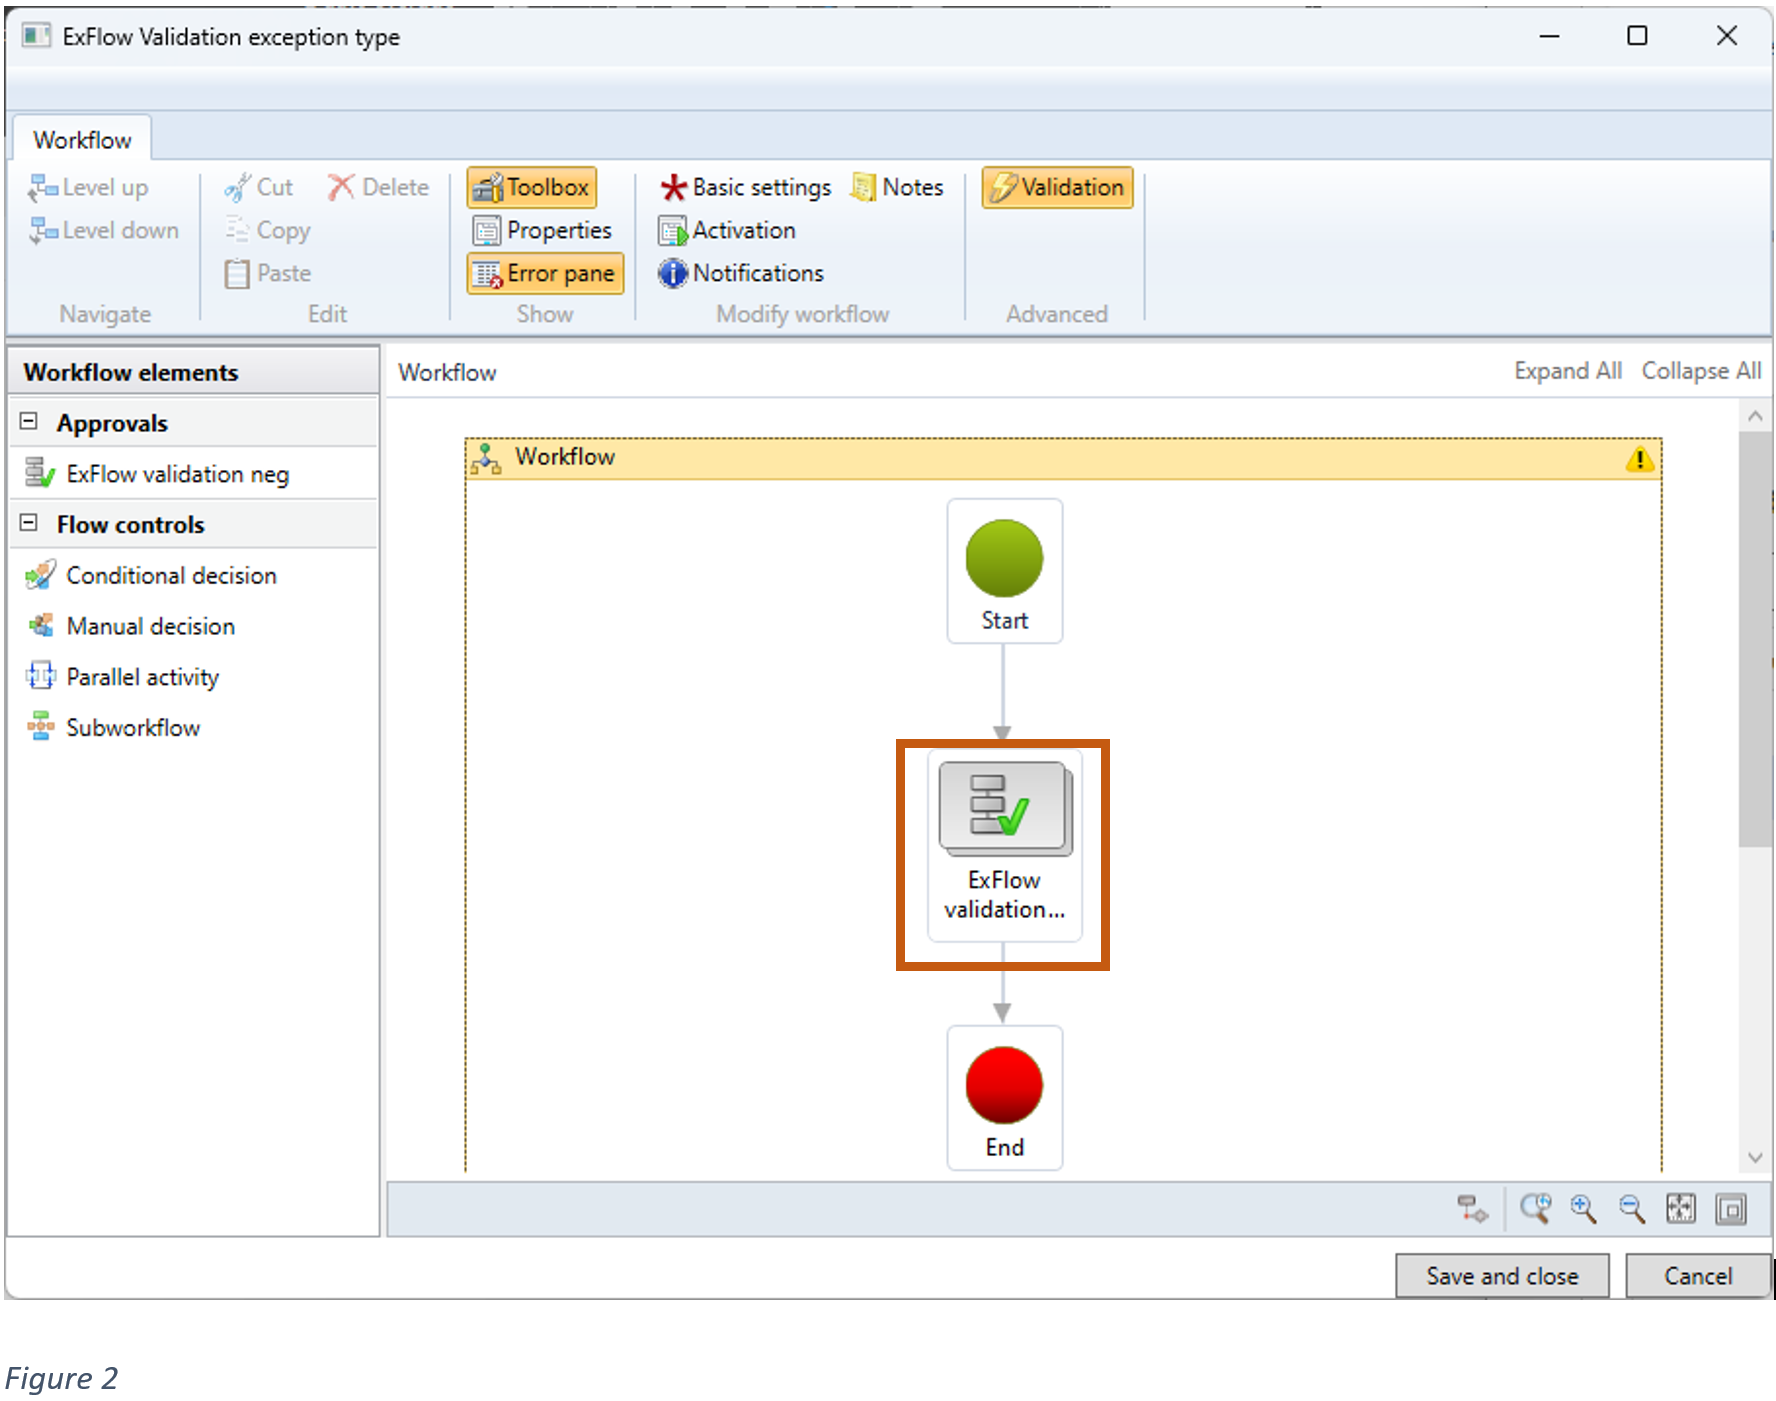 ExFlow Validation exception type
Workflow
Level up
Level down
Navigate
Cut
Delete
Copy
Paste
Edit
Toolbox
Properties
Error pane
Show
Basic settings
Notes
Activation
Notifications
Modify workflow
Validation
Advanced
Workflow elements
Approvals
ExFlow validation neg
Flow controls
Conditional decision
Manual decision
Parallel activity
Subworkflow
Workflow
Expand All
Collapse All
Workflow
Start
ExFlow
validation...
End
Save and close
Cancel
Figure 2